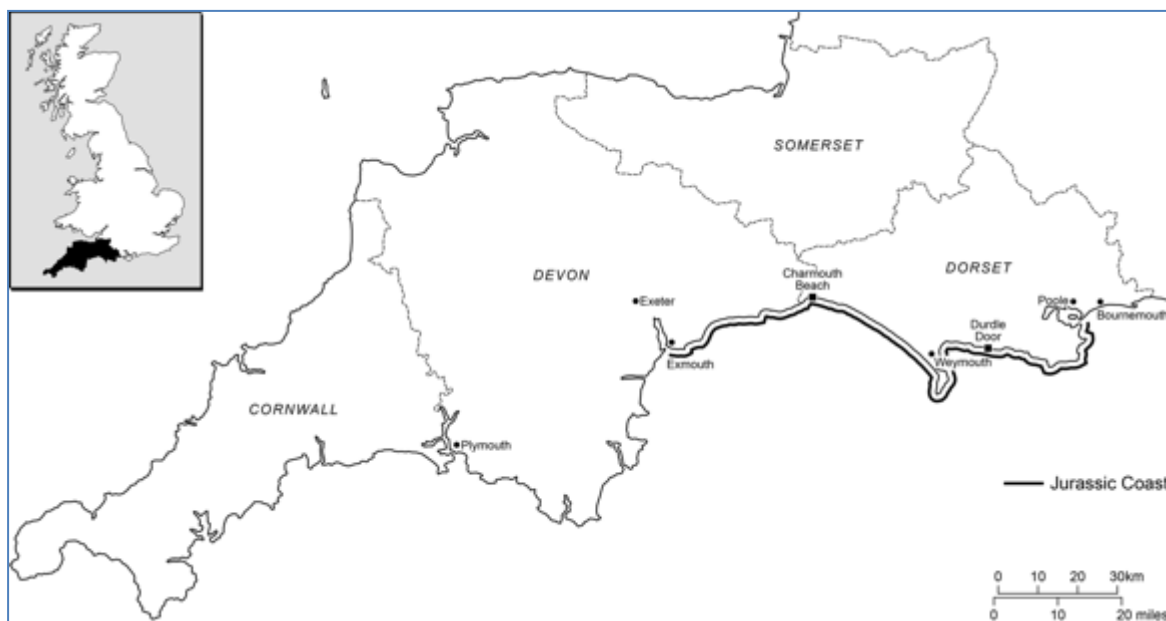 SOMERSET
DEVON
DORSET
Charmouth
Beach
Exeter
Poole
Bournemouth
Durdle
Door
Exmouth
Weymouth
CORNWALL
Plymouth
Jurassic Coast
0 10 20 30km
0 10 20 miles